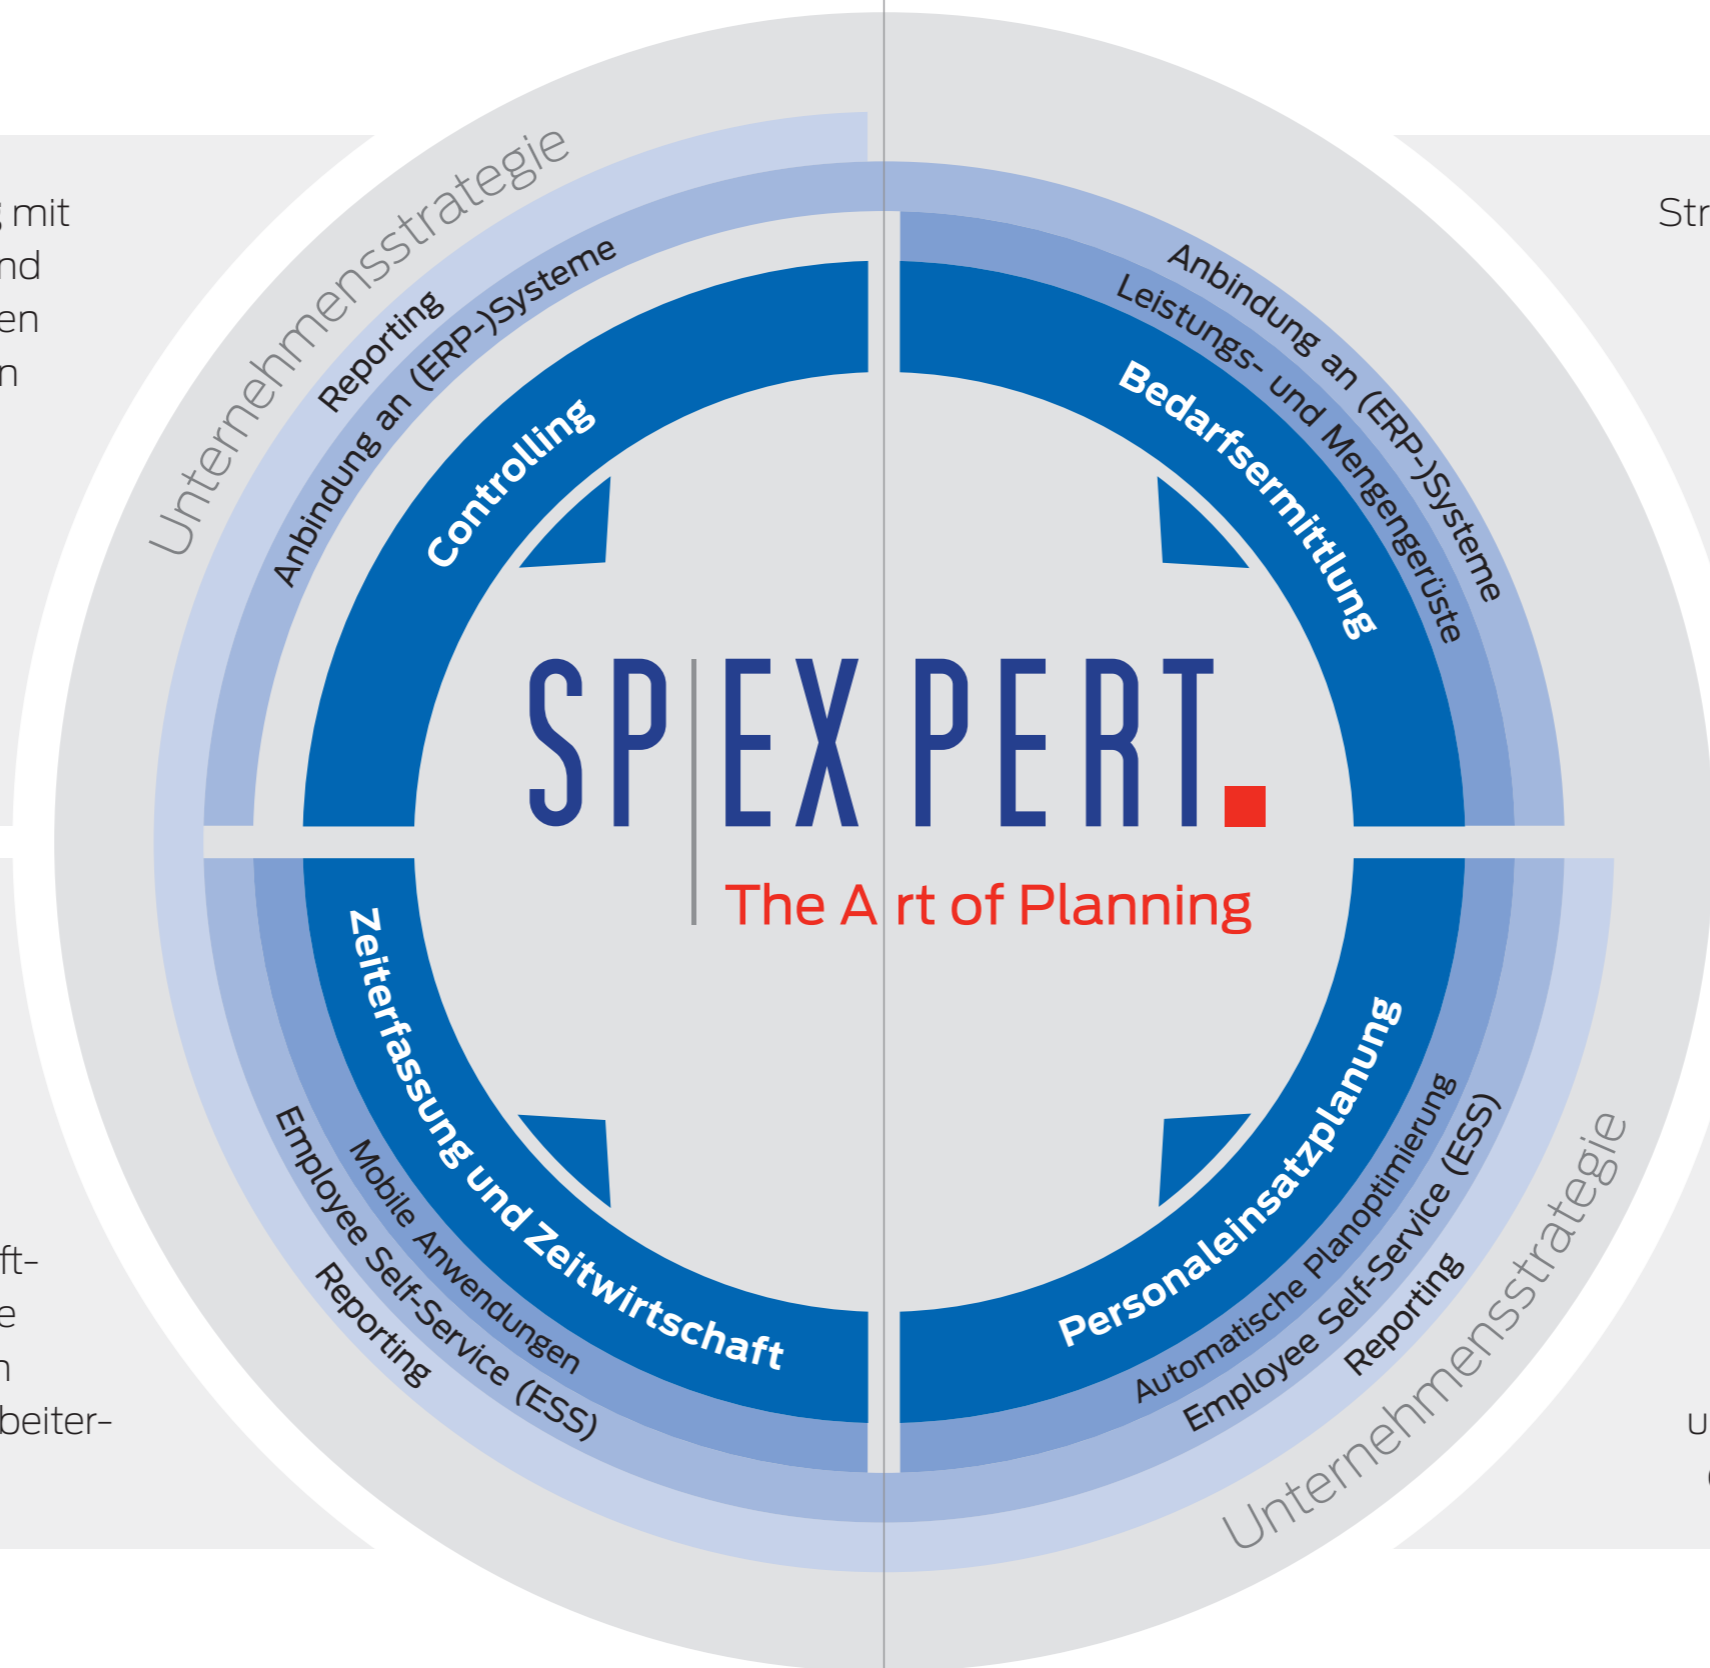 Unternehmensstrategie
Reporting
Anbindung an (ERP-)Systeme
Controlling
Anbindung an (ERP-)Systeme
Leistungs- und Mengengerüste
Bedarfsermittlung
mit
nd
en
n
Str
SP|EXPERT.
The Art of Planning
Zeiterfassung und Zeitwirtschaft
Mobile Anwendungen
Employee Self-Service (ESS)
Reporting
Personaleinsatzplanung
Automatische Planoptimierung
Employee Self-Service (ESS)
Reporting
Unternehmensstrategie
ft-
e
n
beiter-
u